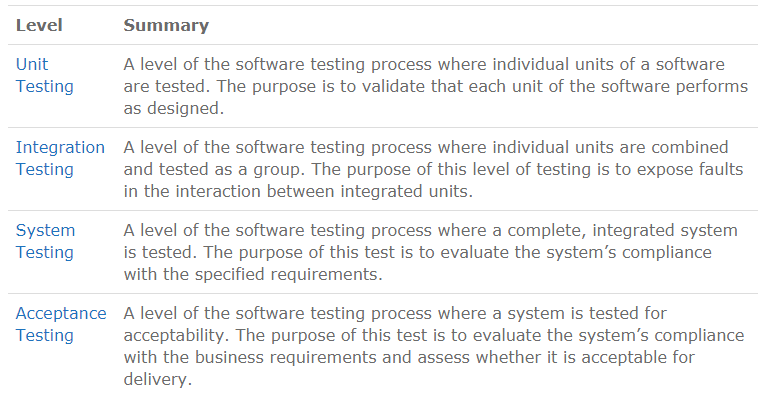 Level Summary
Unit Testing
A level of the software testing process where individual units of a software
are tested. The purpose is to validate that each unit of the software performs
as designed.
Integration Testing
A level of the software testing process where individual units are combined
and tested as a group. The purpose of this level of testing is to expose faults
in the interaction between integrated units.
System Testing
A level of the software testing process where a complete, integrated system
is tested. The purpose of this test is to evaluate the system’s compliance
with the specified requirements.
Acceptance Testing
A level of the software testing process where a system is tested for
acceptability. The purpose of this test is to evaluate the system’s compliance
with the business requirements and assess whether it is acceptable for
delivery.